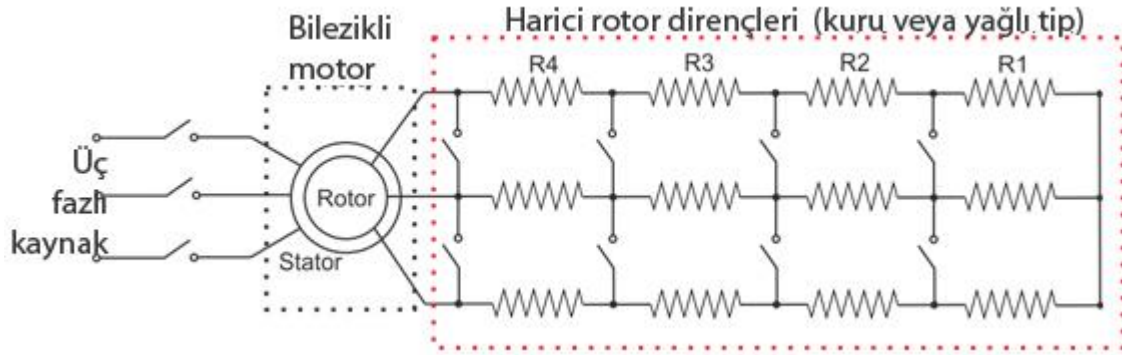 Harici rotor dirençleri (kuru veya yağlı tip)
Bilezikli
motor
R4 R3 R2 R1
Üç
fazlı
kaynak
Rotor
Stator